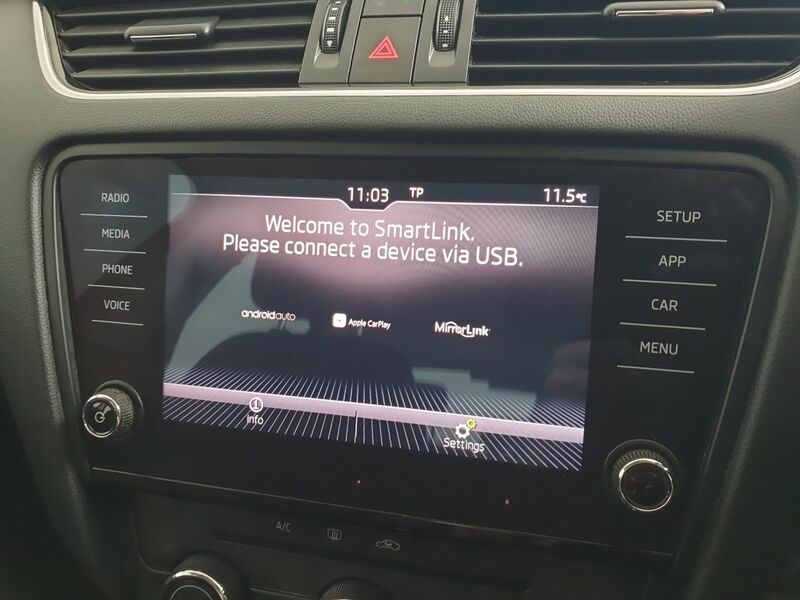 11:03 TP 11.5°C
RADIO
MEDIA
PHONE
VOICE
Welcome to SmartLink.
Please connect a device via USB.
androidauto Apple CarPlay MirrorLink
i
Info Settings
SETUP
APP
CAR
MENU
A/C